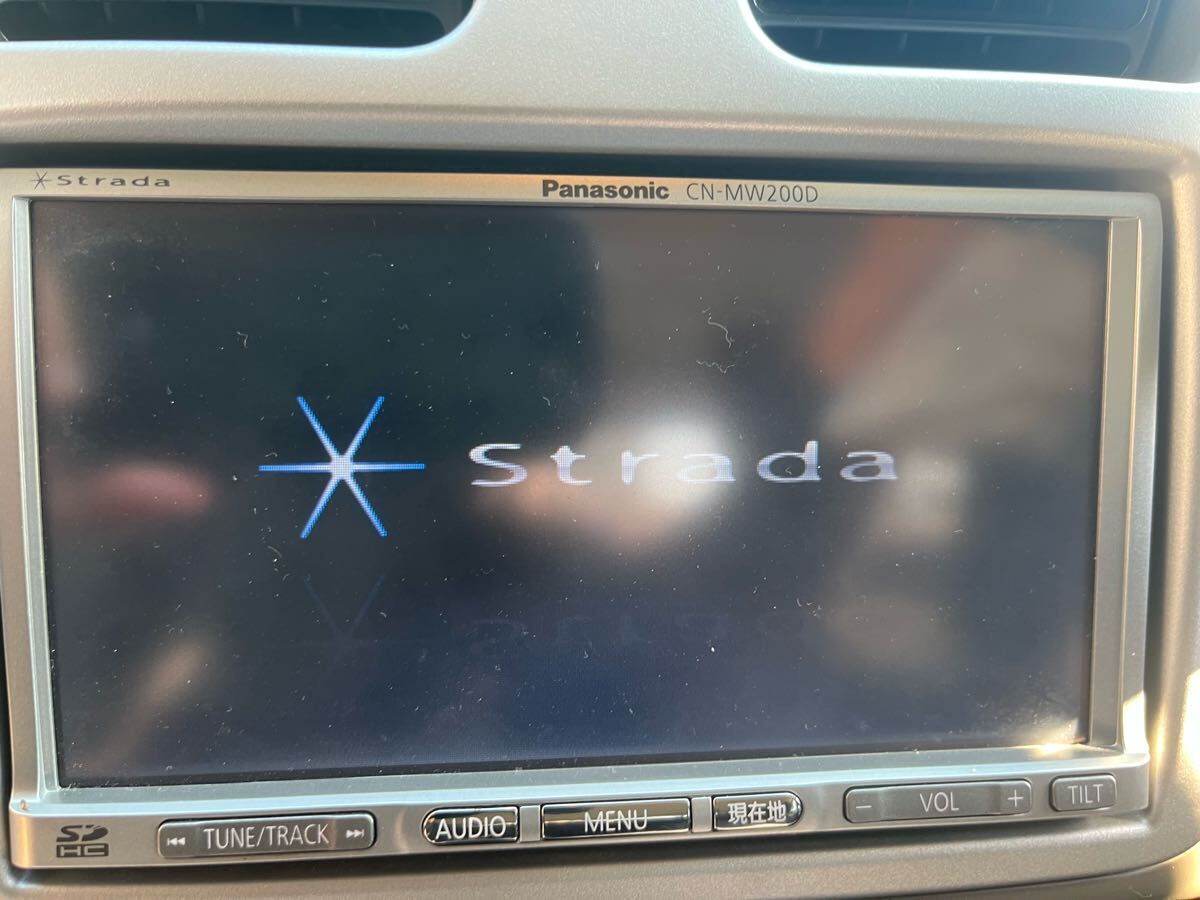 Strada
Panasonic CN-MW200D
Strada
SD HC
TUNE/TRACK
AUDIO
MENU
現在地
− VOL +
TILT